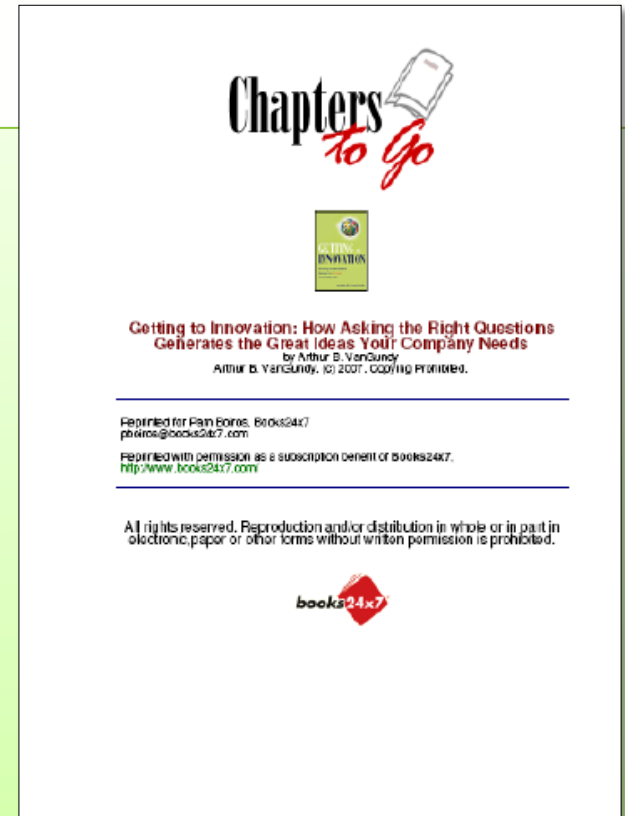 Chapters
to Go
GETTING TO
INNOVATION
Getting to Innovation: How Asking the Right Questions
Generates the Great Ideas Your Company Needs
by Arthur B. VanGundy
Arthur B. VanGundy. (c) 2007. Copying Prohibited.
Reprinted for Pam Boiros, Books24x7
pboiros@books24x7.com
Reprinted with permission as a subscription benefit of Books24x7,
http://www.books24x7.com/
All rights reserved. Reproduction and/or distribution in whole or in part in
electronic,paper or other forms without written permission is prohibited.
books24x7